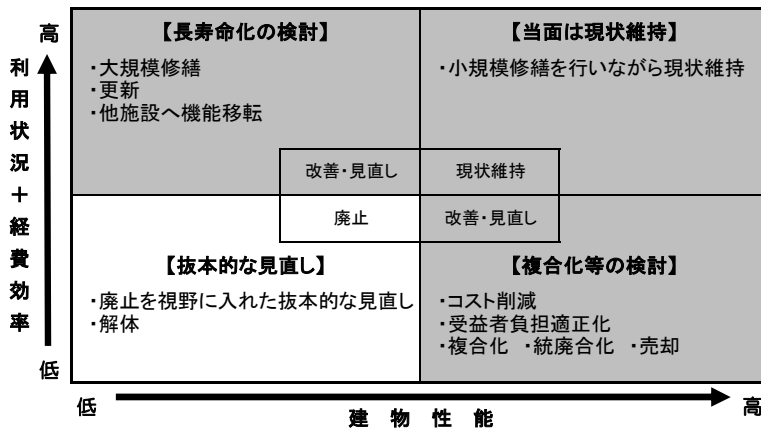 高
利用状況＋経費効率
低
【長寿命化の検討】
・大規模修繕
・更新
・他施設へ機能移転
【当面は現状維持】
・小規模修繕を行いながら現状維持
改善・見直し
現状維持
廃止
改善・見直し
【抜本的な見直し】
・廃止を視野に入れた抜本的な見直し
・解体
【複合化等の検討】
・コスト削減
・受益者負担適正化
・複合化 ・統廃合化 ・売却
低
建物性能
高